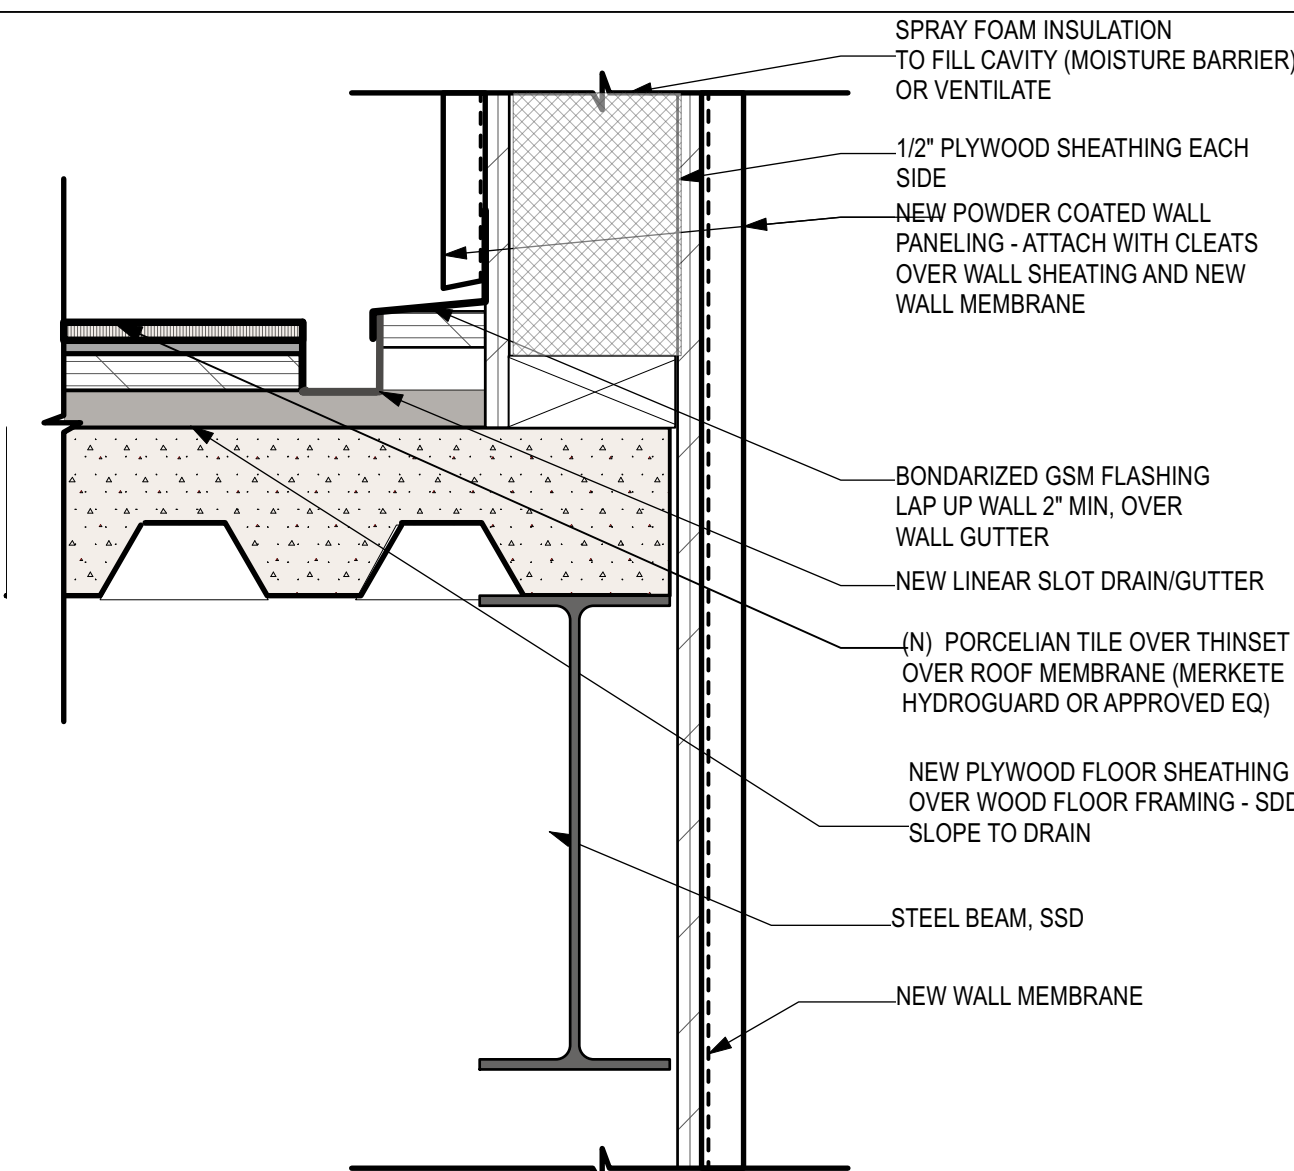 SPRAY FOAM INSULATION
TO FILL CAVITY (MOISTURE BARRIER)
OR VENTILATE
1/2" PLYWOOD SHEATHING EACH
SIDE
NEW POWDER COATED WALL
PANELING - ATTACH WITH CLEATS
OVER WALL SHEATING AND NEW
WALL MEMBRANE
BONDARIZED GSM FLASHING
LAP UP WALL 2" MIN, OVER
WALL GUTTER
NEW LINEAR SLOT DRAIN/GUTTER
(N) PORCELIAN TILE OVER THINSET
OVER ROOF MEMBRANE (MERKETE
HYDROGUARD OR APPROVED EQ)
NEW PLYWOOD FLOOR SHEATHING
OVER WOOD FLOOR FRAMING - SDD
SLOPE TO DRAIN
STEEL BEAM, SSD
NEW WALL MEMBRANE